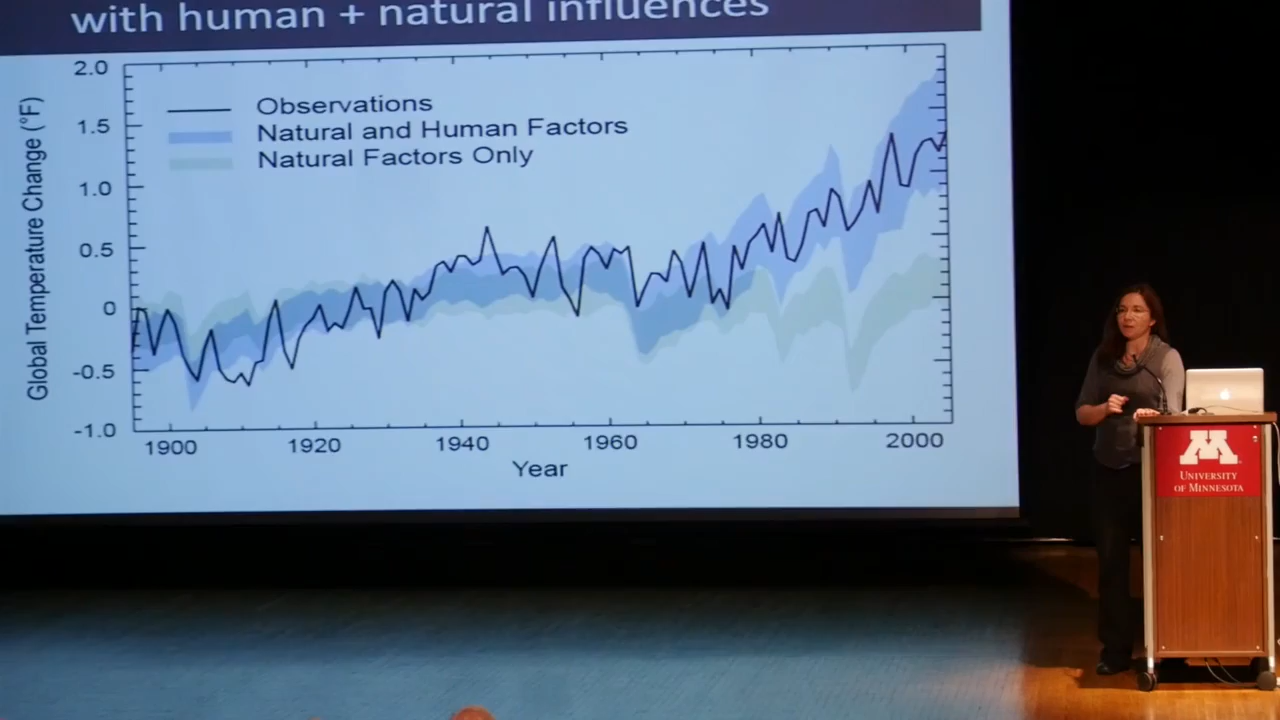 with human + natural influences
Global Temperature Change (°F)
2.0
1.5
1.0
0.5
0
-0.5
-1.0
Observations
Natural and Human Factors
Natural Factors Only
1900
1920
1940
1960
1980
2000
Year
M
UNIVERSITY
OF MINNESOTA